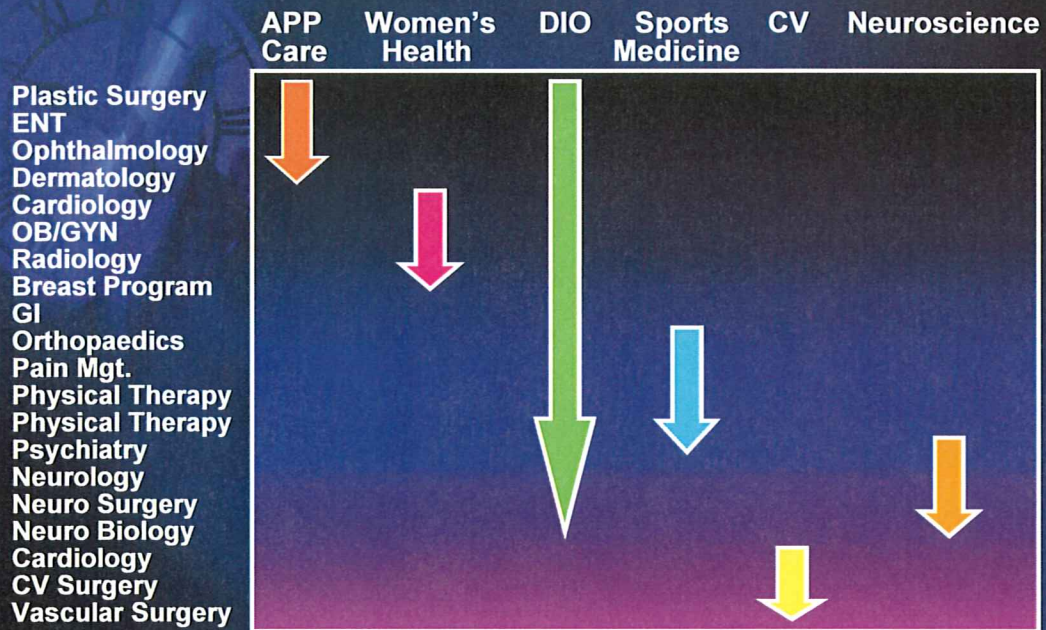 APP Care
Women's Health
DIO
Sports Medicine
CV
Neuroscience
Plastic Surgery
ENT
Ophthalmology
Dermatology
Cardiology
OB/GYN
Radiology
Breast Program
GI
Orthopaedics
Pain Mgt.
Physical Therapy
Physical Therapy
Psychiatry
Neurology
Neuro Surgery
Neuro Biology
Cardiology
CV Surgery
Vascular Surgery